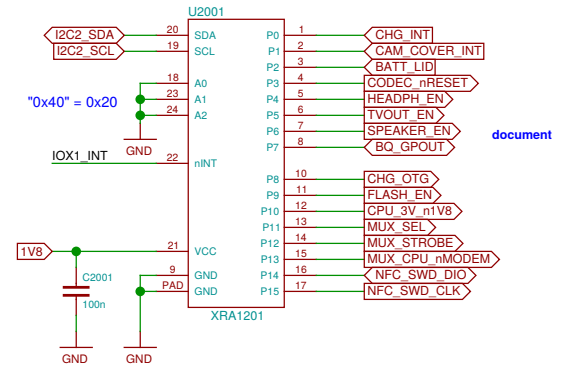 U2001
I2C2_SDA 20 SDA P0 1 CHG_INT
I2C2_SCL 19 SCL P1 2 CAM_COVER_INT
P2 3 BATT_LID
18 A0 P3 4 CODEC_nRESET
"0x40" = 0x20 23 A1 P4 5 HEADPH_EN
24 A2 P5 6 TVOUT_EN
P6 7 SPEAKER_EN document
GND P7 8 BQ_GPOUT
IOX1_INT 22 nINT
P8 10 CHG_OTG
P9 11 FLASH_EN
P10 12 CPU_3V_n1V8
P11 13 MUX_SEL
1V8 21 VCC P12 14 MUX_STROBE
P13 15 MUX_CPU_nMODEM
C2001 9 GND P14 16 NFC_SWD_DIO
100n PAD GND P15 17 NFC_SWD_CLK
XRA1201
GND GND